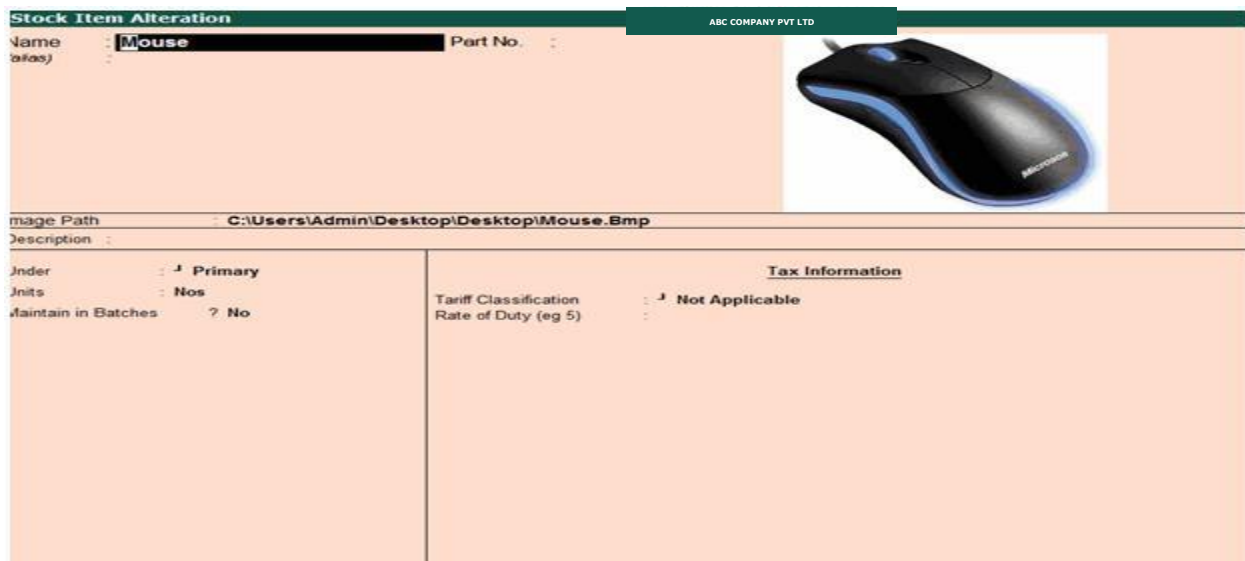 Stock Item Alteration
ABC COMPANY PVT LTD
Name : Mouse Part No. :
(alias) :
Microsof
Image Path : C:\Users\Admin\Desktop\Desktop\Mouse.Bmp
Description :
Under : ┘ Primary
Units : Nos
Maintain in Batches ? No
Tax Information
Tariff Classification : ┘ Not Applicable
Rate of Duty (eg 5) :